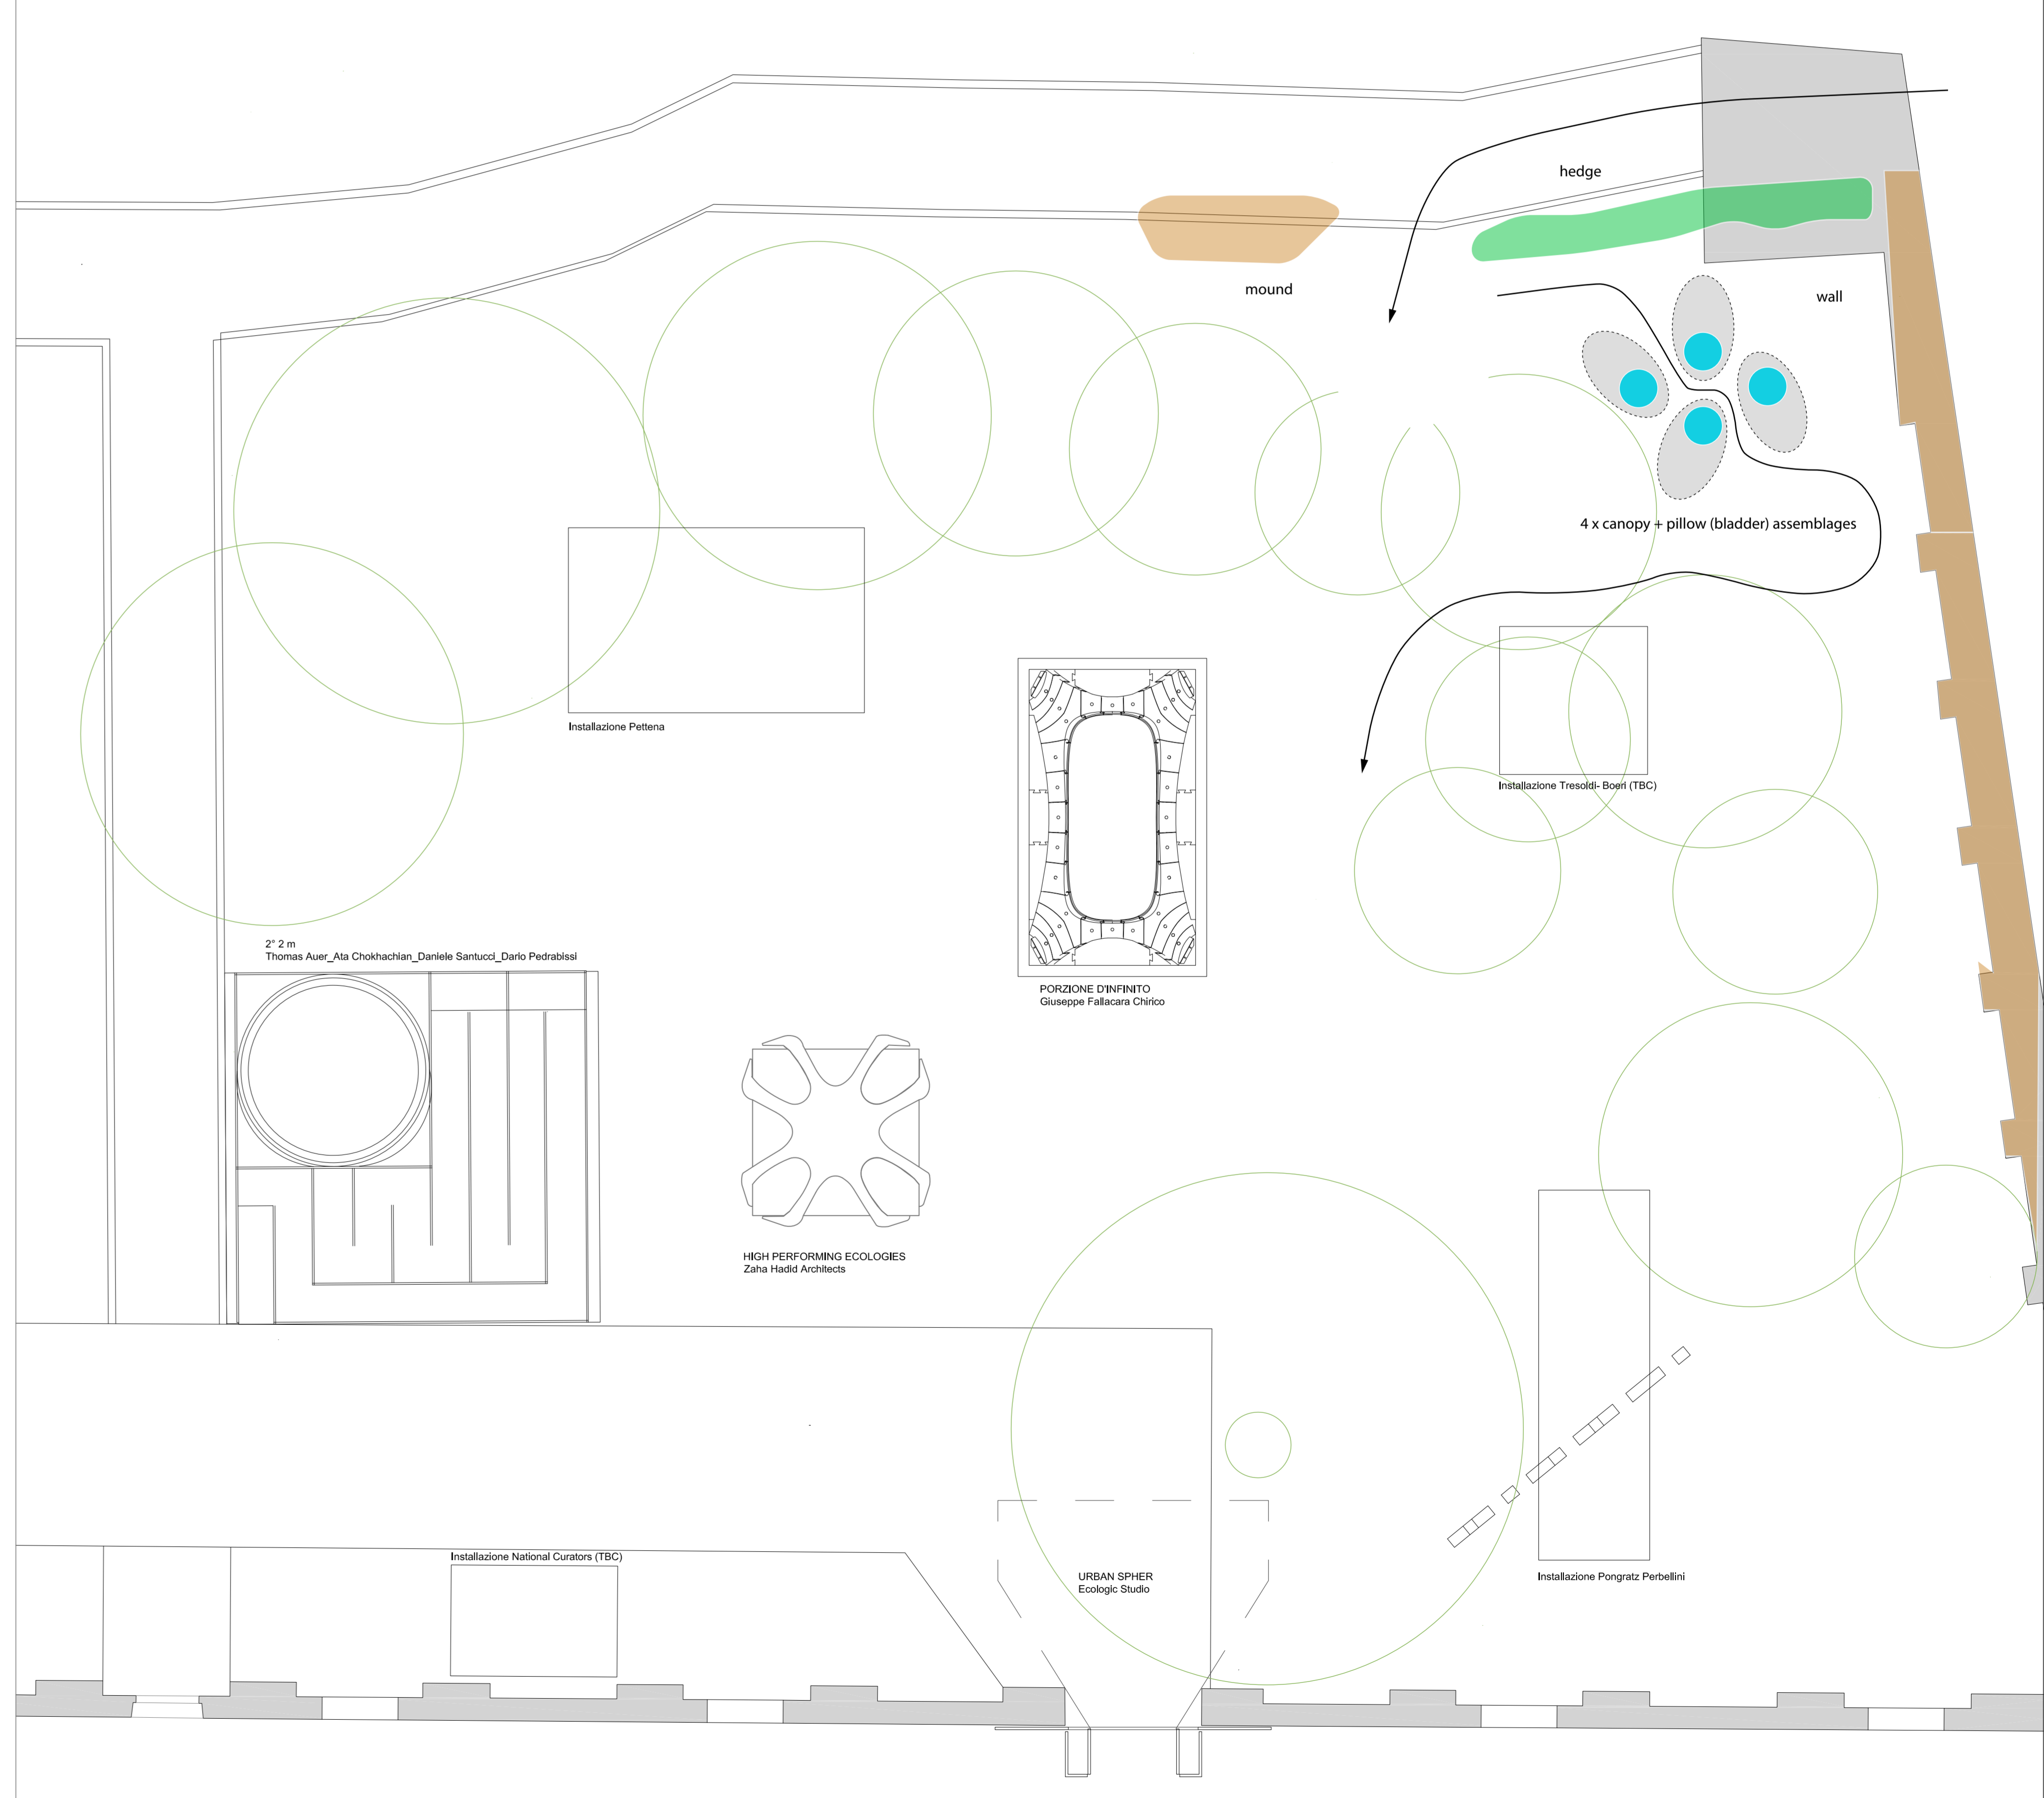 hedge
mound
wall
4 x canopy + pillow (bladder) assemblages
Installazione Pettena
Installazione Tresoldi- Boeri (TBC)
2° 2 m
Thomas Auer_Ata Chokhachian_Daniele Santucci_Dario Pedrabissi
PORZIONE D'INFINITO
Giuseppe Fallacara Chirico
HIGH PERFORMING ECOLOGIES
Zaha Hadid Architects
Installazione National Curators (TBC)
URBAN SPHER
Ecologic Studio
Installazione Pongratz Perbellini